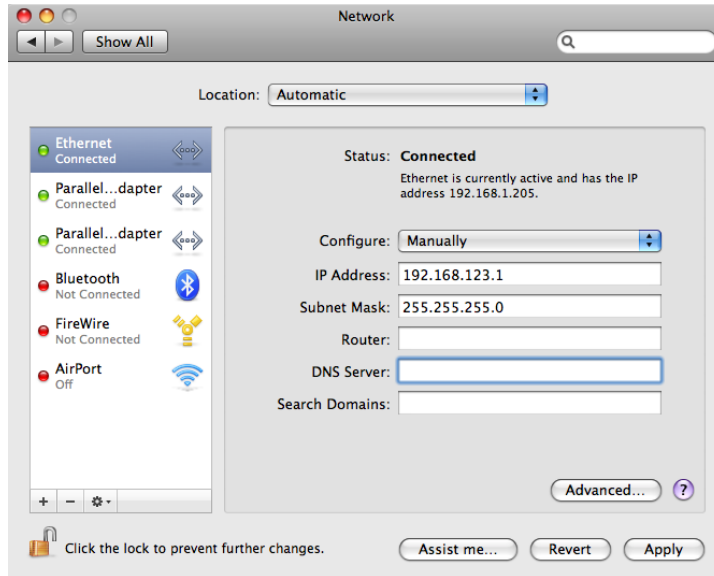 Network
Show All
Location: Automatic
Ethernet
Connected
Parallel...dapter
Connected
Parallel...dapter
Connected
Bluetooth
Not Connected
FireWire
Not Connected
AirPort
Off
Status: Connected
Ethernet is currently active and has the IP
address 192.168.1.205.
Configure: Manually
IP Address: 192.168.123.1
Subnet Mask: 255.255.255.0
Router:
DNS Server:
Search Domains:
Advanced... ?
Click the lock to prevent further changes.
Assist me... Revert Apply